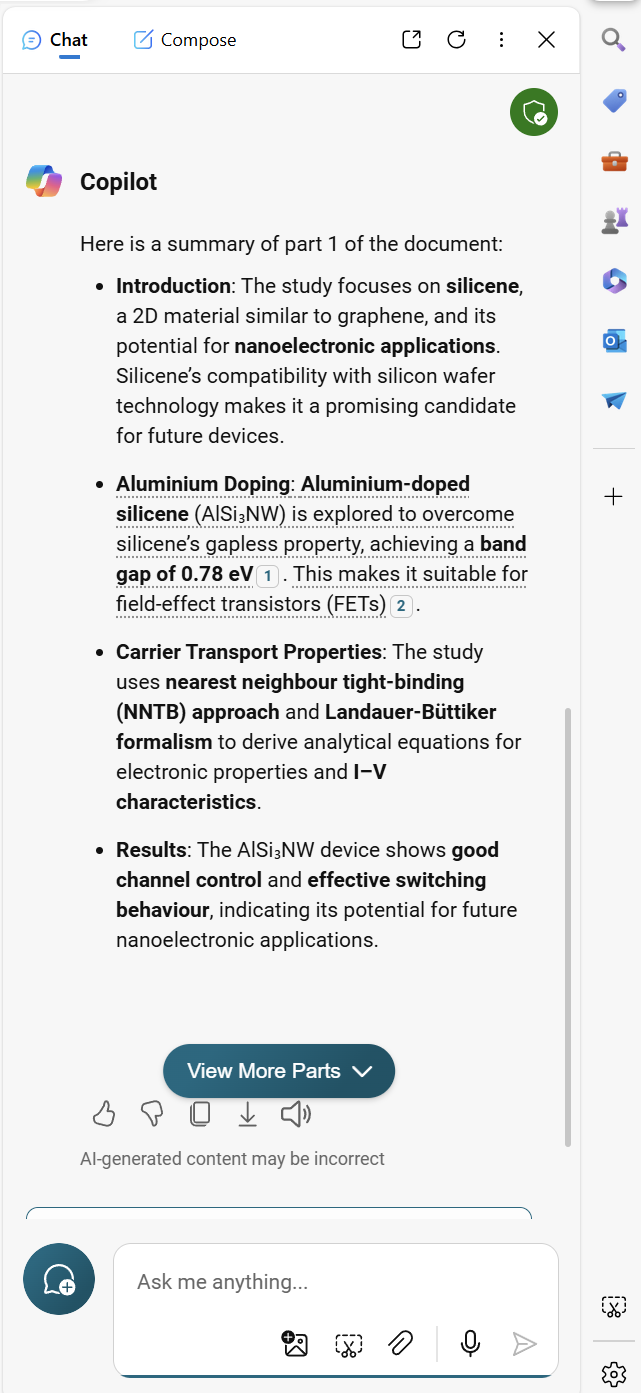 Chat
Compose
Copilot
Here is a summary of part 1 of the document:
• Introduction: The study focuses on silicene,
a 2D material similar to graphene, and its
potential for nanoelectronic applications.
Silicene’s compatibility with silicon wafer
technology makes it a promising candidate
for future devices.
• Aluminium Doping: Aluminium-doped
silicene (AlSi₃NW) is explored to overcome
silicene’s gapless property, achieving a band
gap of 0.78 eV 1 . This makes it suitable for
field-effect transistors (FETs) 2 .
• Carrier Transport Properties: The study
uses nearest neighbour tight-binding
(NNTB) approach and Landauer-Büttiker
formalism to derive analytical equations for
electronic properties and I–V
characteristics.
• Results: The AlSi₃NW device shows good
channel control and effective switching
behaviour, indicating its potential for future
nanoelectronic applications.
View More Parts
AI-generated content may be incorrect
Ask me anything...